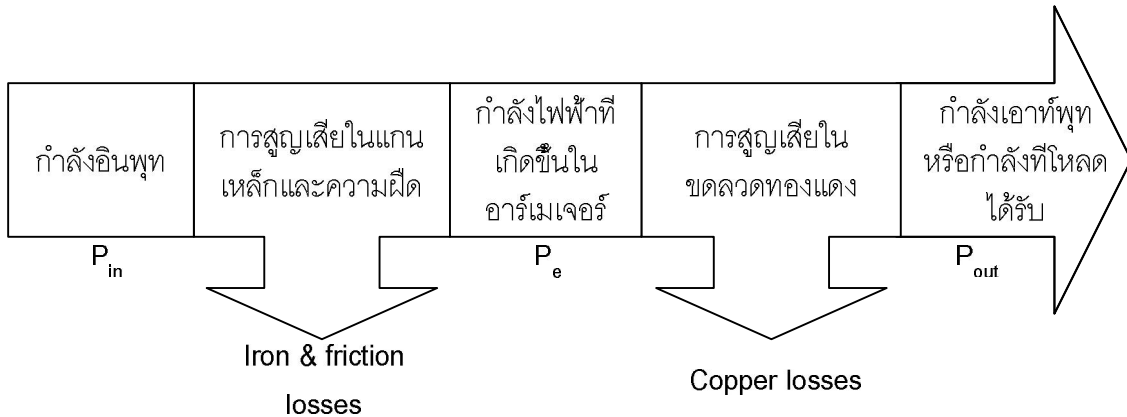 กำลังอินพุท
การสูญเสียในแกน
เหล็กและความฝืด
กำลังไฟฟ้าที่
เกิดขึ้นใน
อาร์เมเจอร์
การสูญเสียใน
ขดลวดทองแดง
กำลังเอาท์พุท
หรือกำลังที่โหลด
ได้รับ
P in
P e
P out
Iron & friction
losses
Copper losses